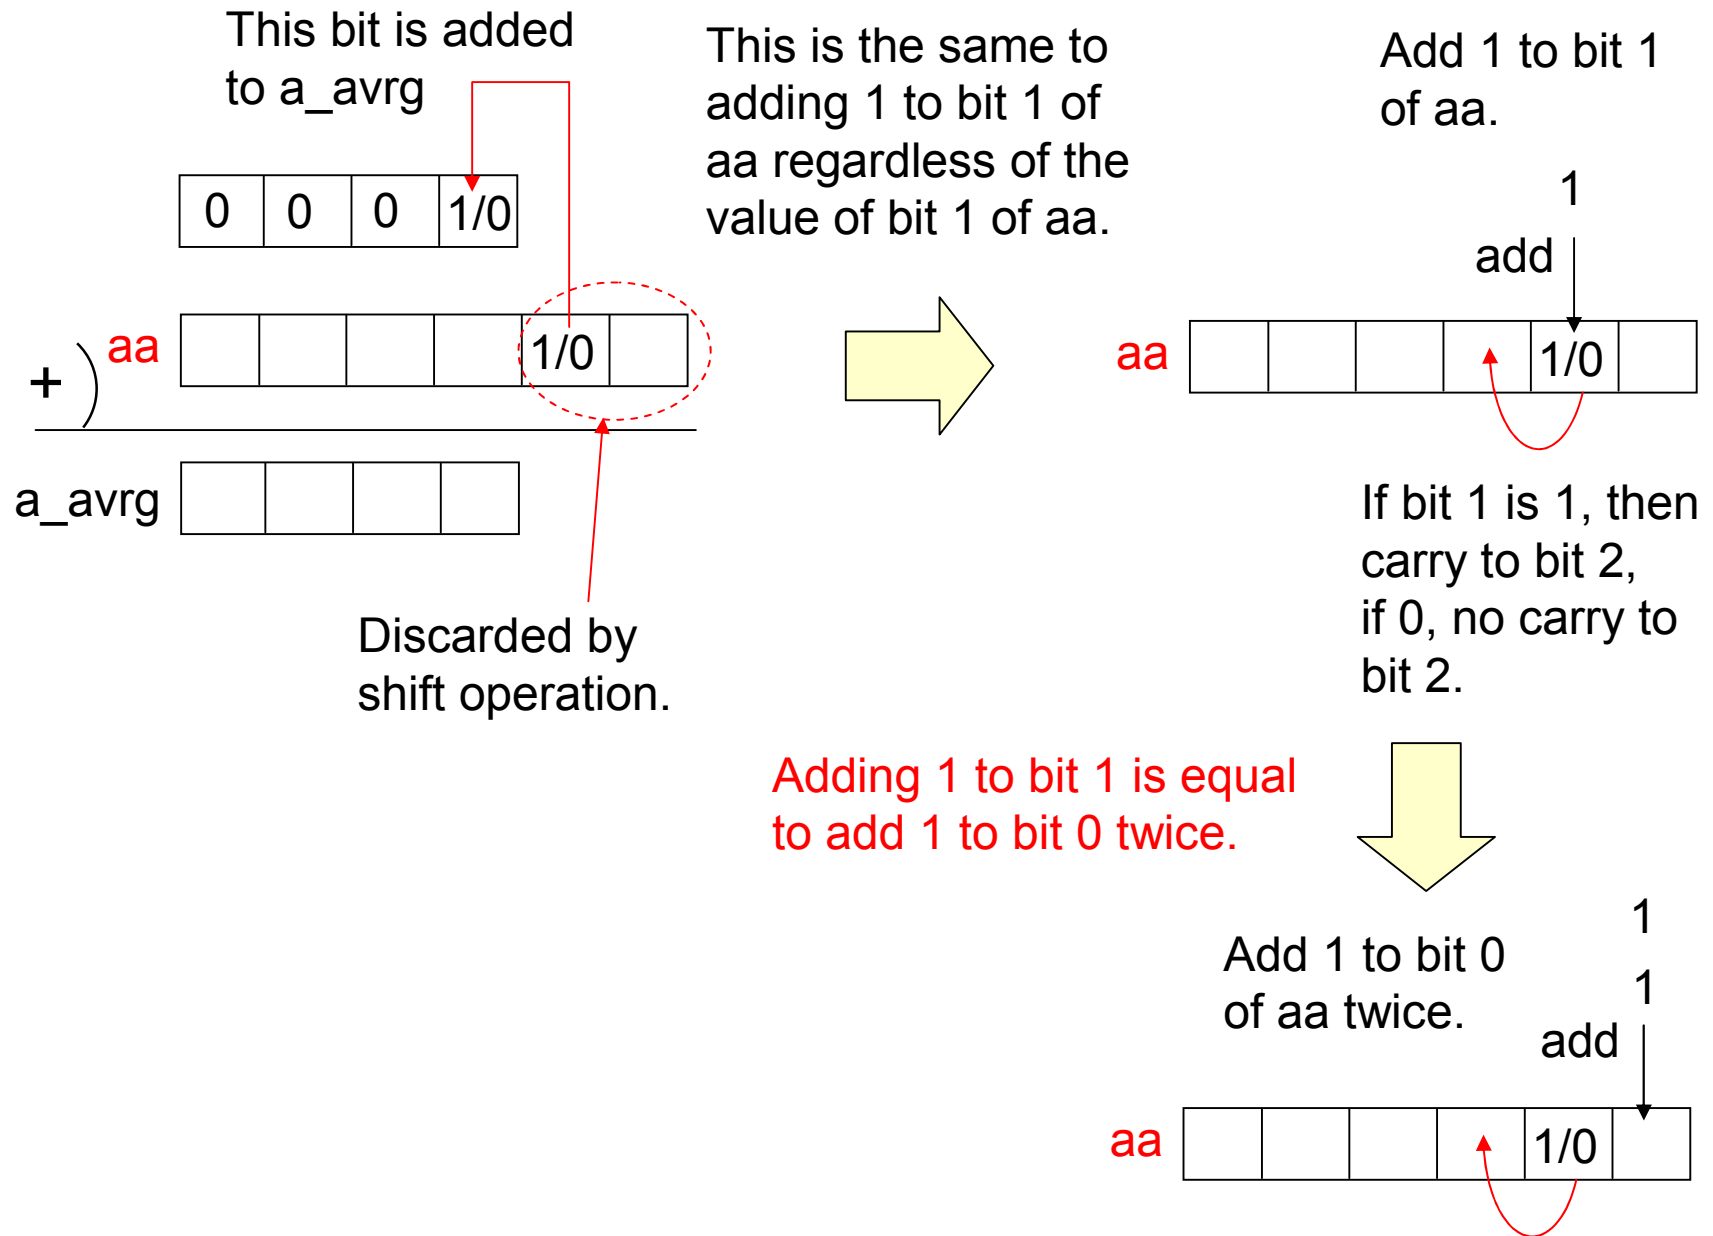 This bit is added
to a_avrg
0 0 0 1/0
aa 1/0
+
a_avrg
Discarded by
shift operation.
This is the same to
adding 1 to bit 1 of
aa regardless of the
value of bit 1 of aa.
Add 1 to bit 1
of aa.
1
add
aa 1/0
If bit 1 is 1, then
carry to bit 2,
if 0, no carry to
bit 2.
Adding 1 to bit 1 is equal
to add 1 to bit 0 twice.
Add 1 to bit 0
of aa twice.
1
1
add
aa 1/0